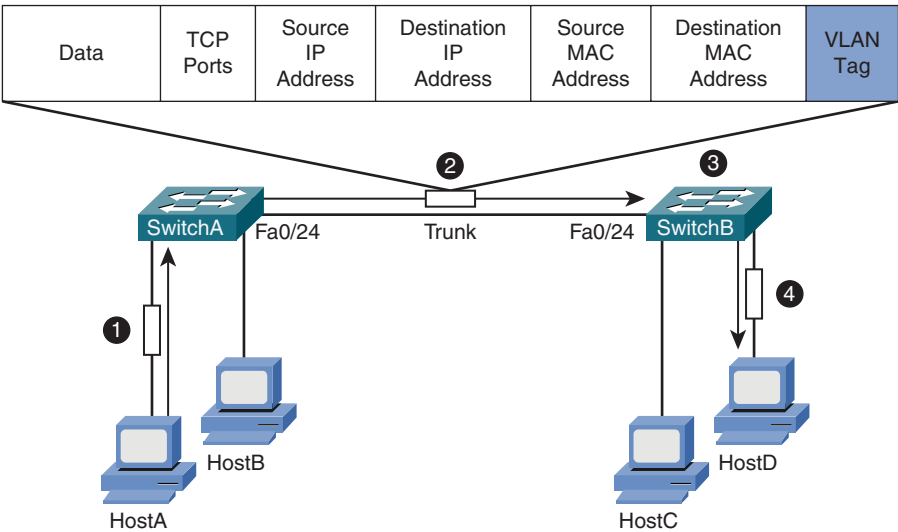 Data
TCP
Ports
Source
IP
Address
Destination
IP
Address
Source
MAC
Address
Destination
MAC
Address
VLAN
Tag
2
3
SwitchA
SwitchB
Fa0/24
Trunk
Fa0/24
1
4
HostB
HostD
HostA
HostC